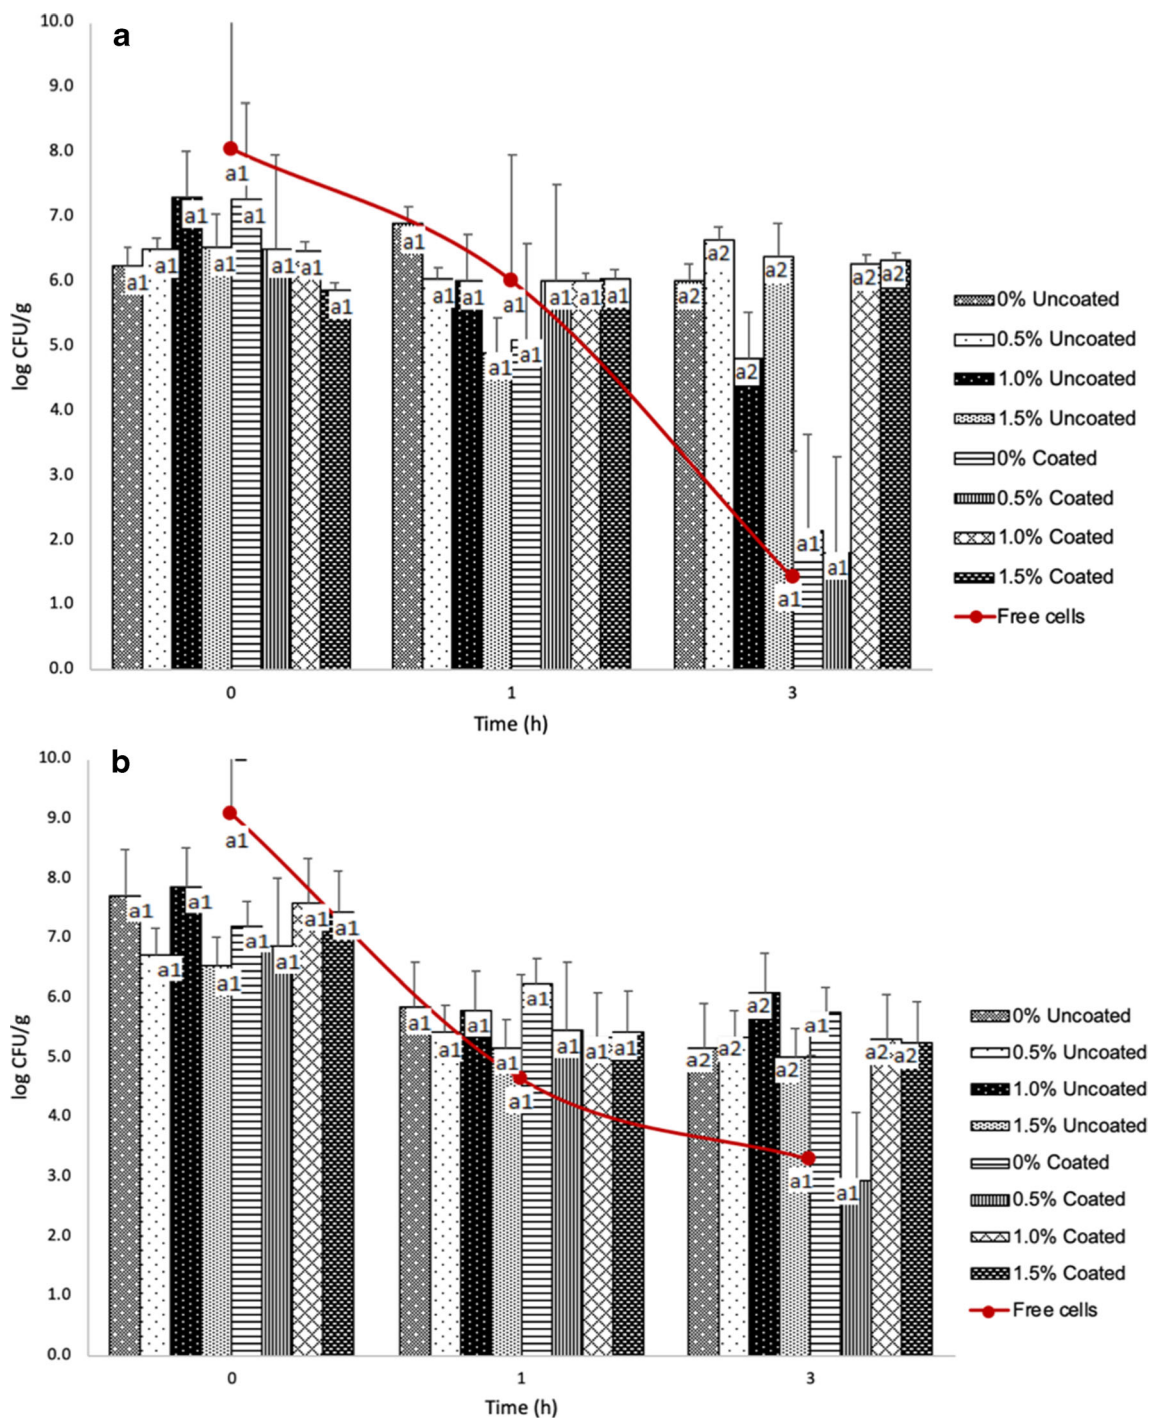 a
10.0
9.0
8.0
7.0
6.0
5.0
4.0
3.0
2.0
1.0
0.0
log CFU/g
a1 a1 a1 a1 a1 a1 a1 a1 a1
a1 a1 a1 a1 a1 a1 a1 a1 a1
a2 a2 a2 a2 a1 a1 a1 a2 a2
0 1 3
Time (h)
0% Uncoated
0.5% Uncoated
1.0% Uncoated
1.5% Uncoated
0% Coated
0.5% Coated
1.0% Coated
1.5% Coated
Free cells
b
10.0
9.0
8.0
7.0
6.0
5.0
4.0
3.0
2.0
1.0
0.0
log CFU/g
a1 a1 a1 a1 a1 a1 a1 a1 a1
a1 a1 a1 a1 a1 a1 a1 a1 a1
a2 a2 a2 a2 a1 a1 a1 a2 a2
0 1 3
Time (h)
0% Uncoated
0.5% Uncoated
1.0% Uncoated
1.5% Uncoated
0% Coated
0.5% Coated
1.0% Coated
1.5% Coated
Free cells